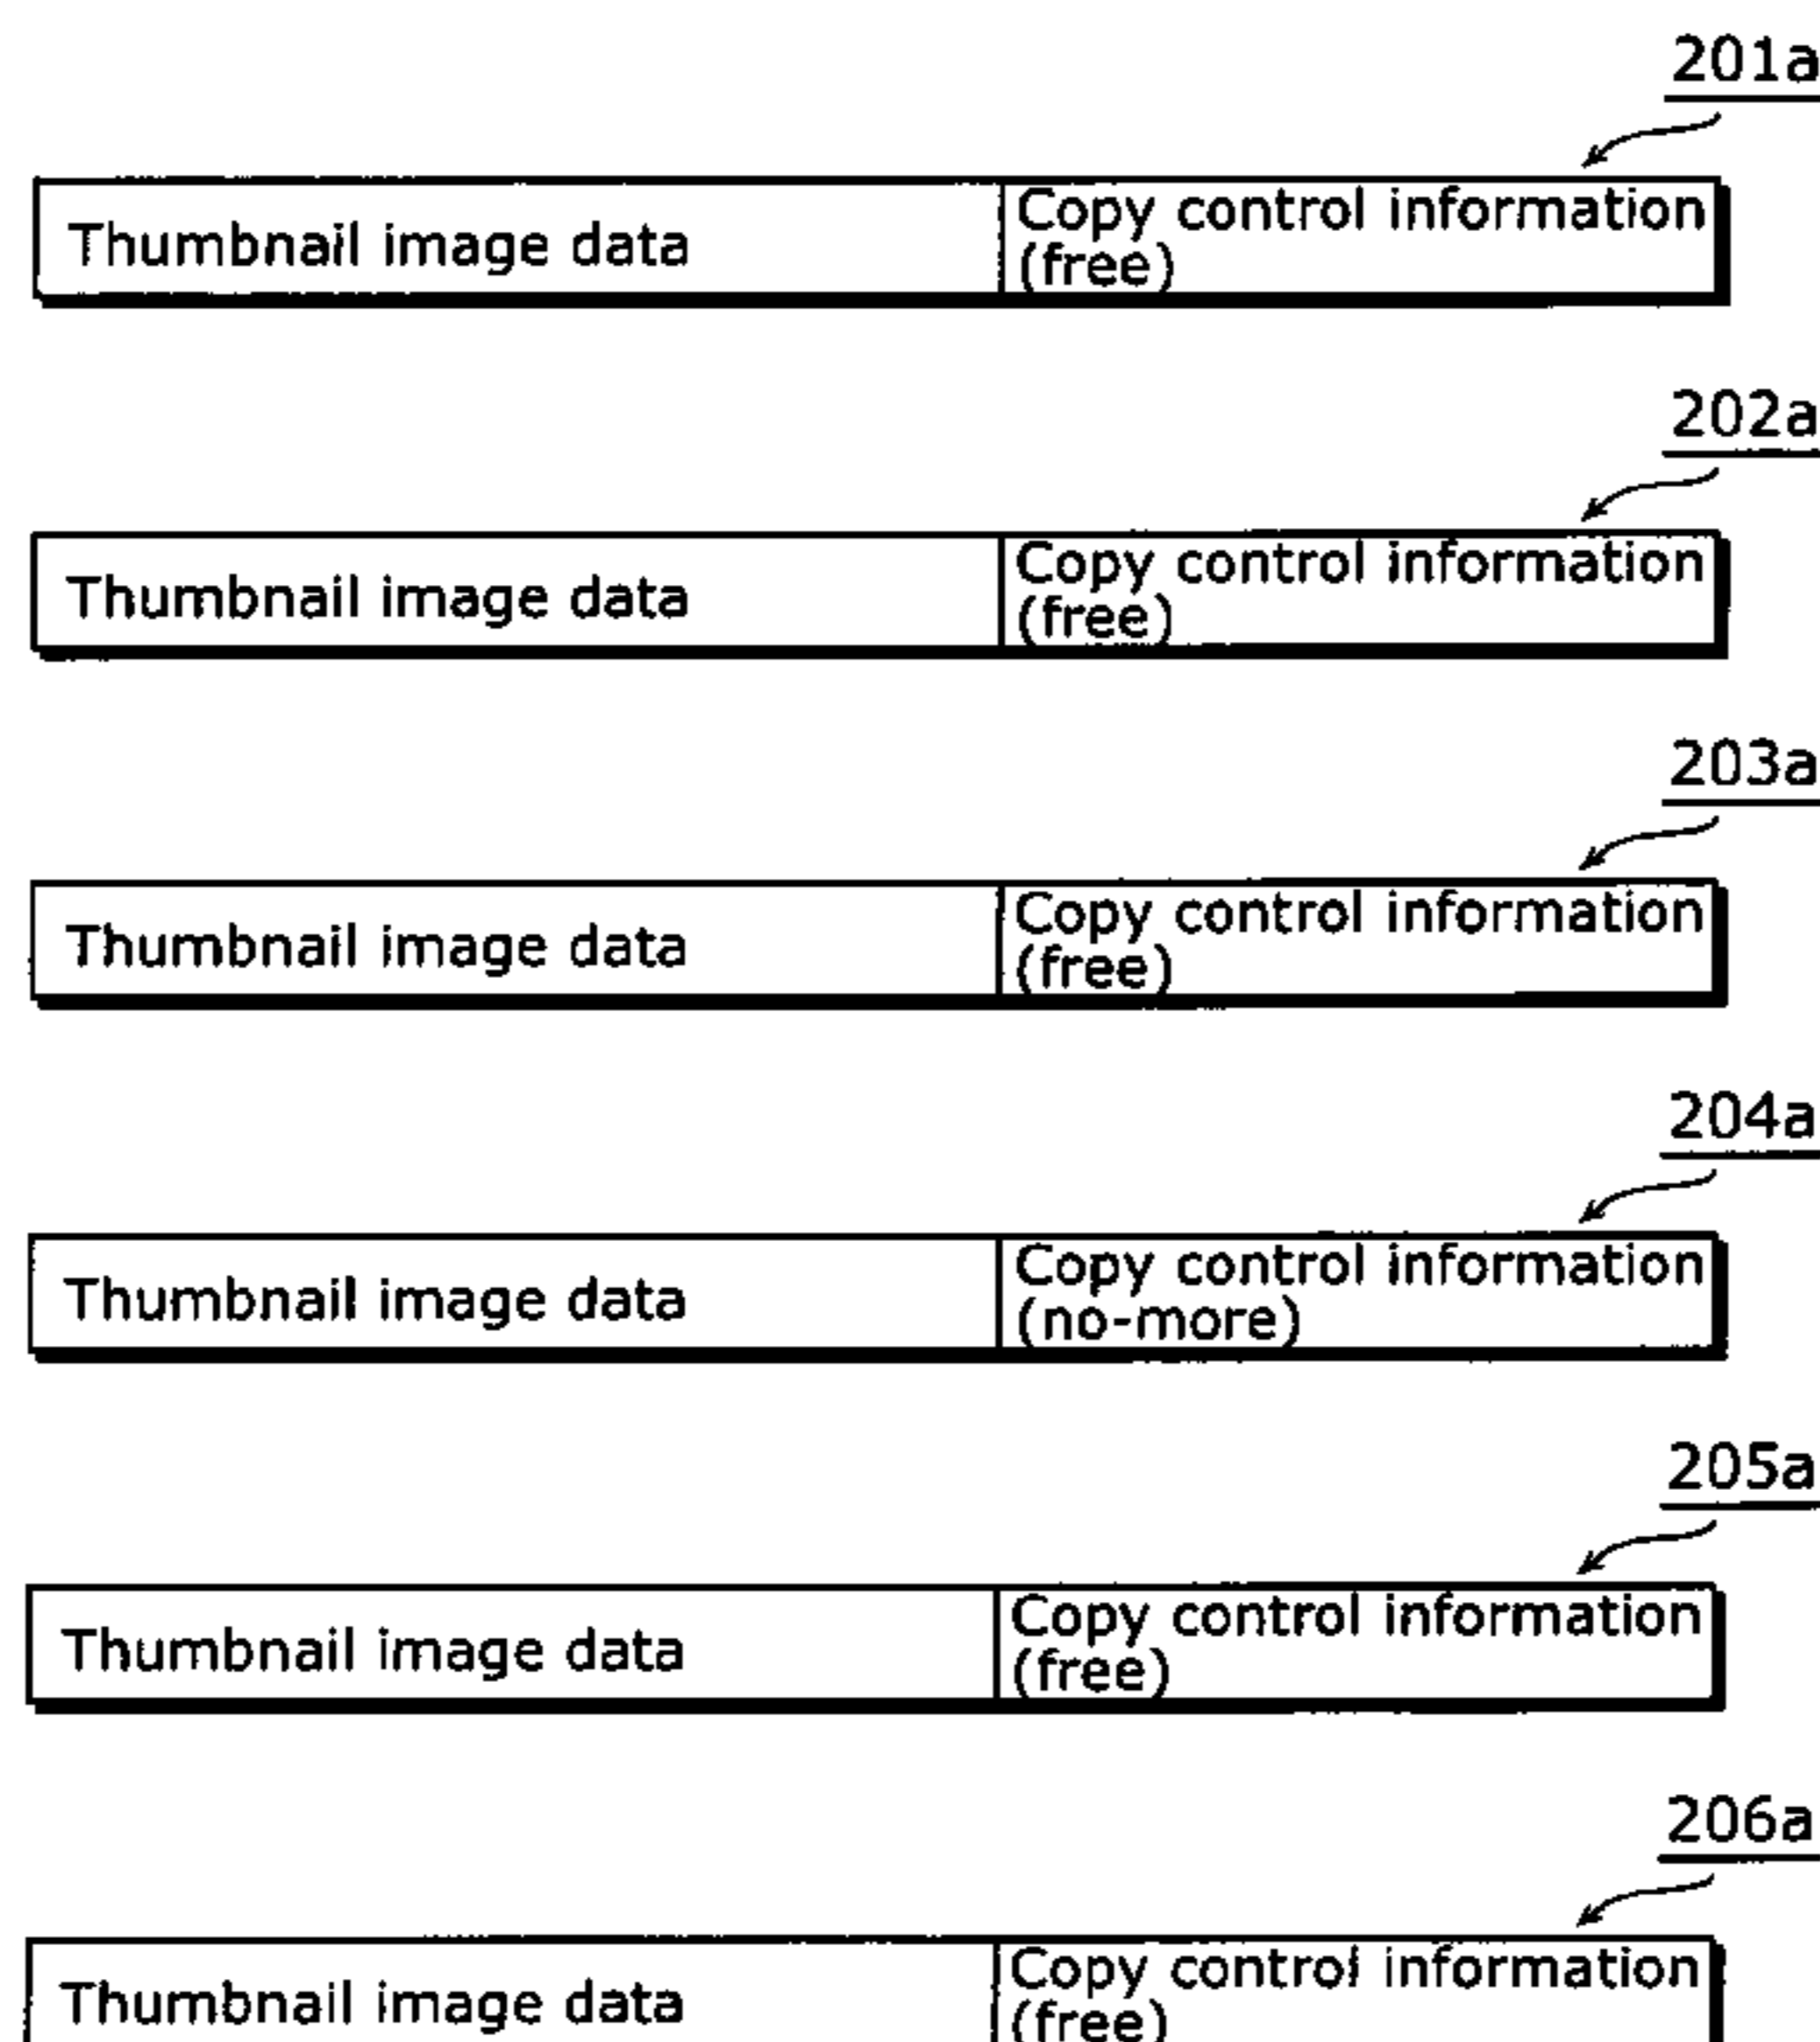 201a
Thumbnail image data
Copy control information
(free)
202a
Thumbnail image data
Copy control information
(free)
203a
Thumbnail image data
Copy control information
(free)
204a
Thumbnail image data
Copy control information
(no-more)
205a
Thumbnail image data
Copy control information
(free)
206a
Thumbnail image data
Copy control information
(free)